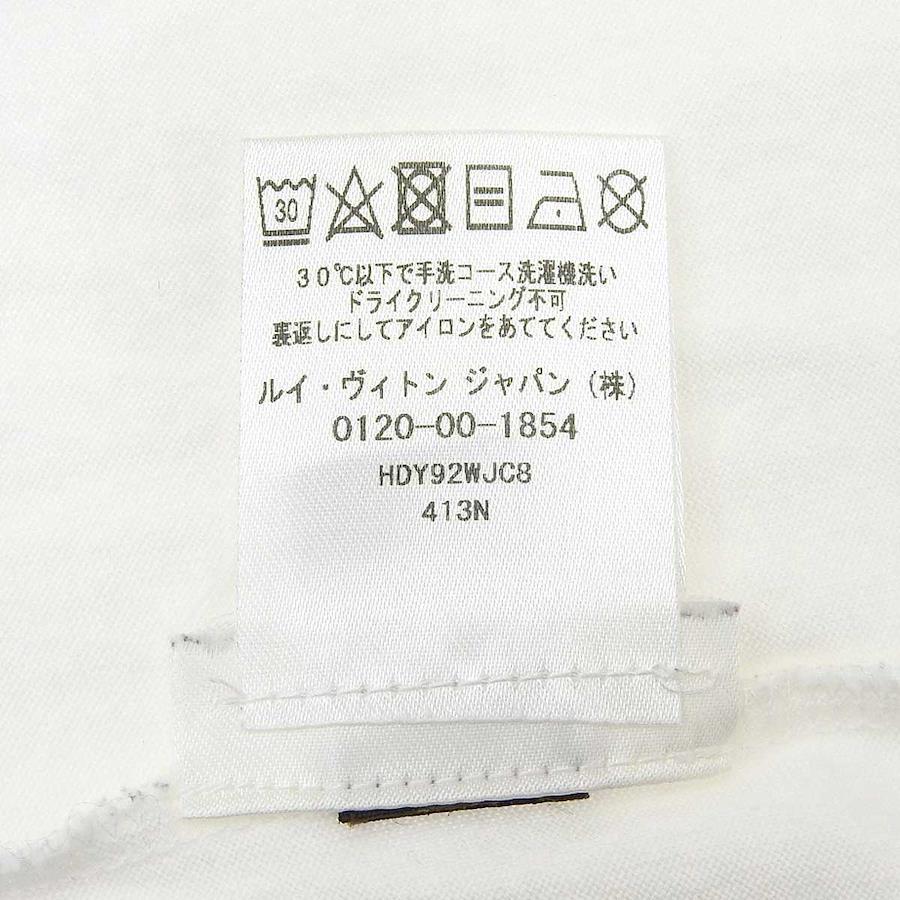 30
30℃以下で手洗コース洗濯機洗い
ドライクリーニング不可
裏返しにしてアイロンをあててください
ルイ・ヴィトン ジャパン (株)
0120-00-1854
HDY92WJC8
413N